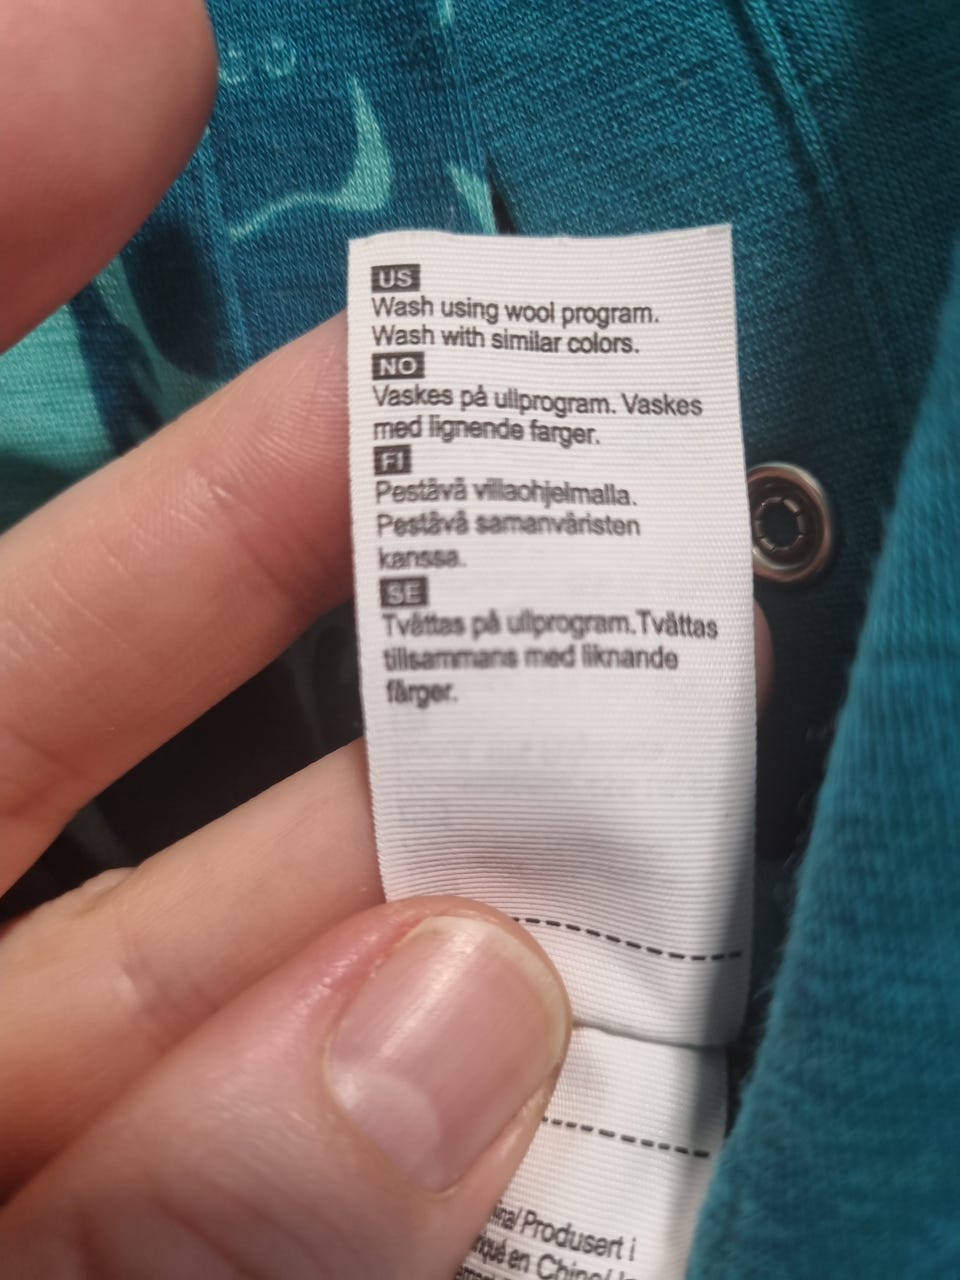 US
Wash using wool program.
Wash with similar colors.
NO
Vaskes på ullprogram. Vaskes
med lignende farger.
FI
Pestävä villaohjelmalla.
Pestävä samanväristen
kanssa.
SE
Tvättas på ullprogram.Tvättas
tillsammans med liknande
färger.
Produsert i
en